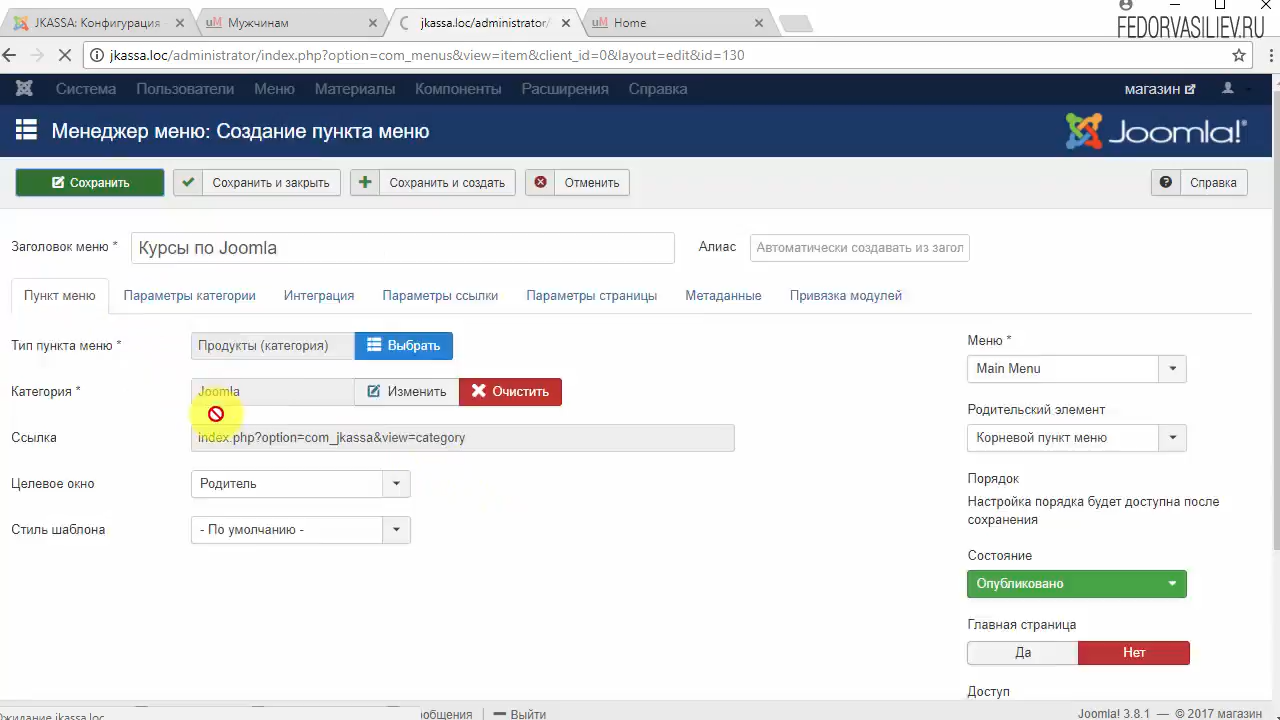 JKASSA: Конфигурация
Мужчинам
jkassa.loc/administrator/
Home
FEDORVASILIEV.RU
jkassa.loc/administrator/index.php?option=com_menus&view=item&client_id=0&layout=edit&id=130
Система Пользователи Меню Материалы Компоненты Расширения Справка магазин
Менеджер меню: Создание пункта меню
Joomla!
Сохранить Сохранить и закрыть Сохранить и создать Отменить Справка
Заголовок меню * Курсы по Joomla Алиас Автоматически создавать из загол
Пункт меню Параметры категории Интеграция Параметры ссылки Параметры страницы Метаданные Привязка модулей
Тип пункта меню * Продукты (категория) Выбрать
Категория * Joomla Изменить Очистить
Ссылка index.php?option=com_jkassa&view=category
Целевое окно Родитель
Стиль шаблона - По умолчанию -
Меню *
Main Menu
Родительский элемент
Корневой пункт меню
Порядок
Настройка порядка будет доступна после
сохранения
Состояние
Опубликовано
Главная страница
Да Нет
Доступ
Выйти
Joomla! 3.8.1 — © 2017 магазин